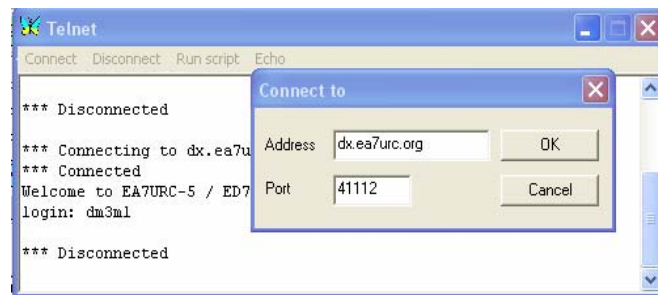 Telnet
Connect Disconnect Run script Echo
*** Disconnected
*** Connecting to dx.ea7u
*** Connected
Welcome to EA7URC-5 / ED7
login: dm3ml
*** Disconnected
Connect to
Address dx.ea7urc.org OK
Port 41112 Cancel